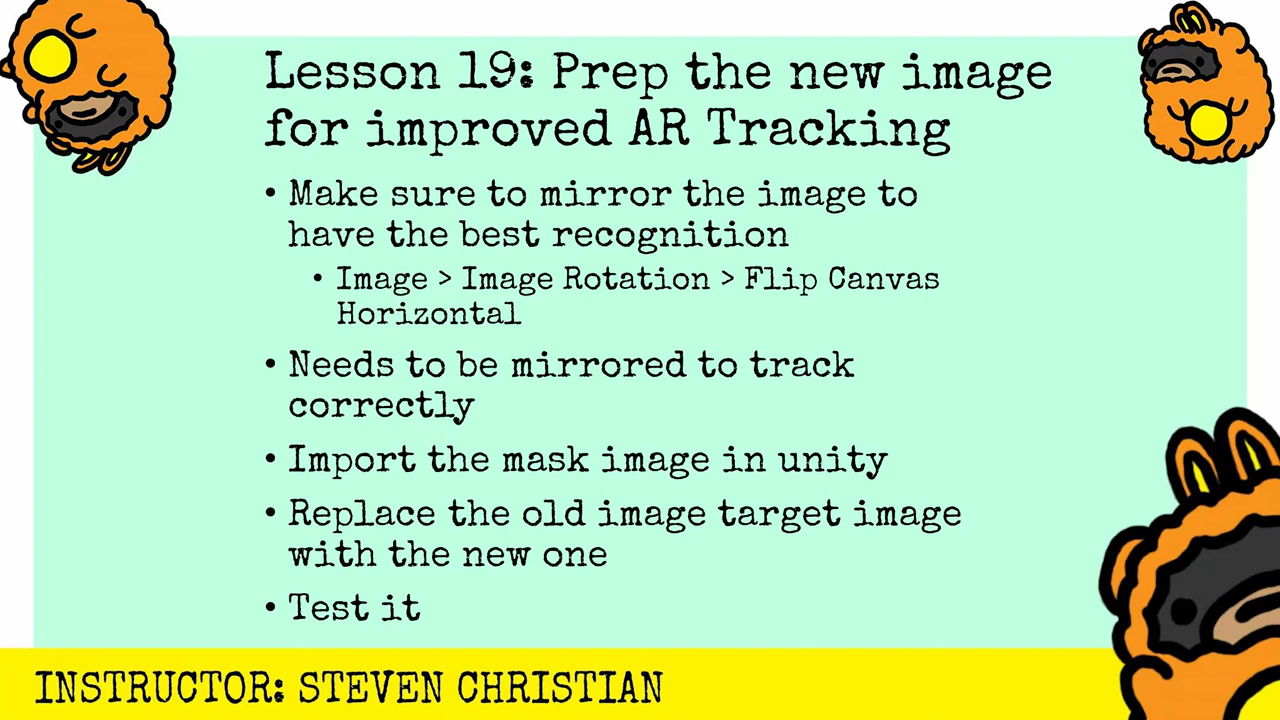 Lesson 19: Prep the new image
for improved AR Tracking
• Make sure to mirror the image to
have the best recognition
• Image > Image Rotation > Flip Canvas
Horizontal
• Needs to be mirrored to track
correctly
• Import the mask image in unity
• Replace the old image target image
with the new one
• Test it
INSTRUCTOR: STEVEN CHRISTIAN